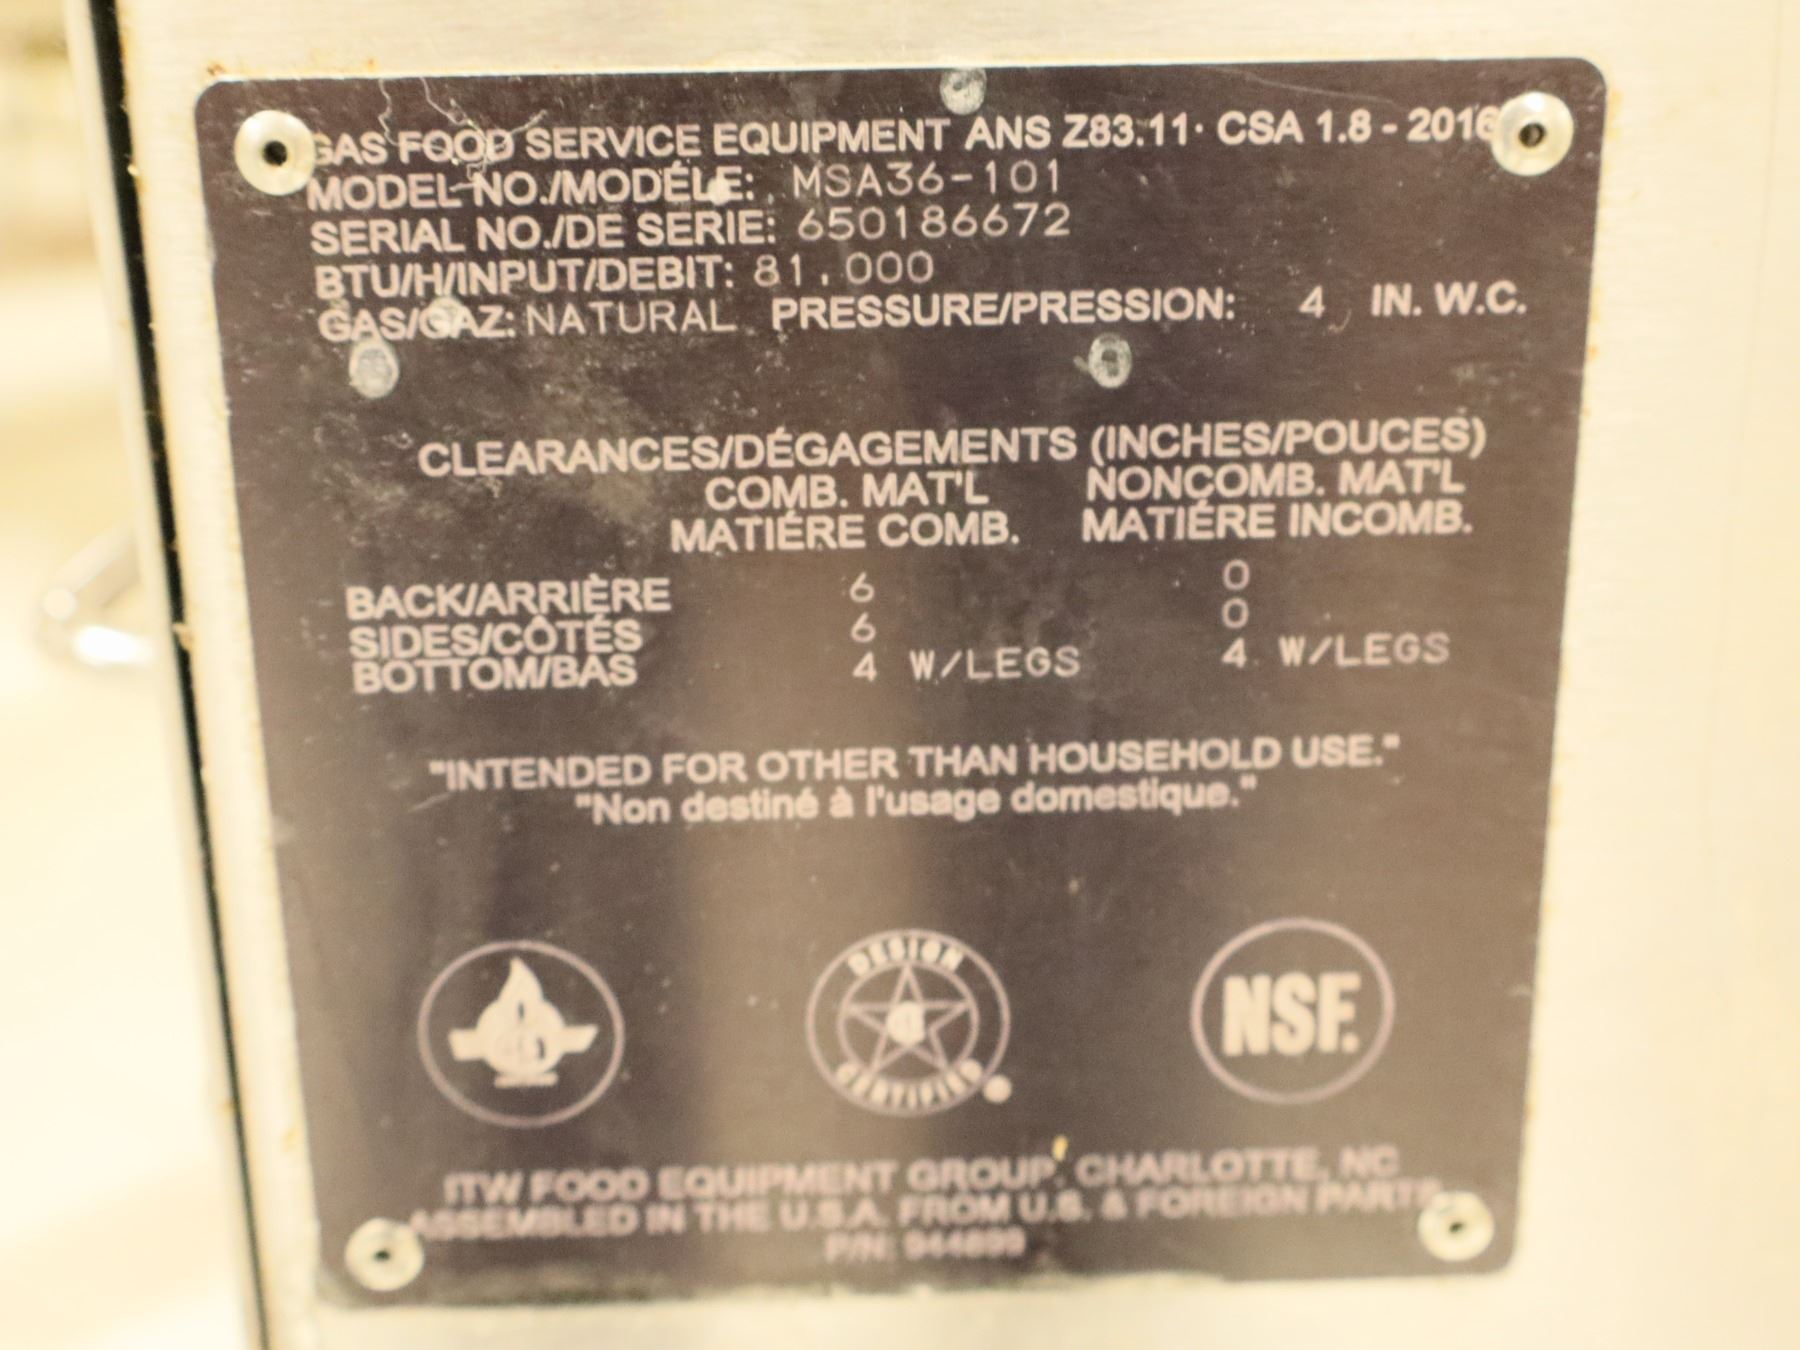 GAS FOOD SERVICE EQUIPMENT ANS Z83.11· CSA 1.8 - 2016
MODEL NO./MODÉLE: MSA36-101
SERIAL NO./DE SERIE: 650186672
BTU/H/INPUT/DEBIT: 81,000
GAS/GAZ: NATURAL PRESSURE/PRESSION: 4 IN. W.C.
CLEARANCES/DÉGAGEMENTS (INCHES/POUCES)
COMB. MAT'L NONCOMB. MAT'L
MATIÉRE COMB. MATIÉRE INCOMB.
BACK/ARRIÈRE 6 0
SIDES/CÔTÉS 6 0
BOTTOM/BAS 4 W/LEGS 4 W/LEGS
"INTENDED FOR OTHER THAN HOUSEHOLD USE."
"Non destiné à l'usage domestique."
DESIGN
CERTIFIED
NSF.
ITW FOOD EQUIPMENT GROUP, CHARLOTTE, NC
ASSEMBLED IN THE U.S.A. FROM U.S. & FOREIGN PARTS
P/N: